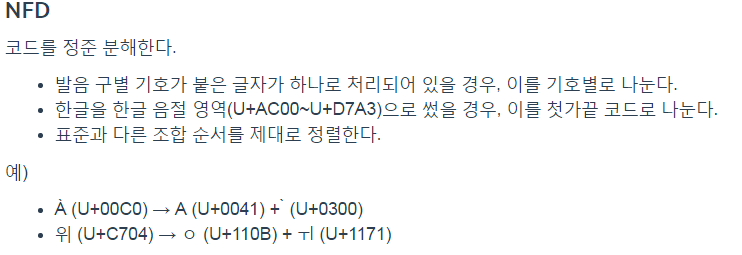 NFD
코드를 정준 분해한다.
• 발음 구별 기호가 붙은 글자가 하나로 처리되어 있을 경우, 이를 기호별로 나눈다.
• 한글을 한글 음절 영역(U+AC00~U+D7A3)으로 썼을 경우, 이를 첫가끝 코드로 나눈다.
• 표준과 다른 조합 순서를 제대로 정렬한다.
예)
• À (U+00C0) → A (U+0041) + ̀ (U+0300)
• 위 (U+C704) → ㅇ (U+110B) + ㅟ (U+1171)